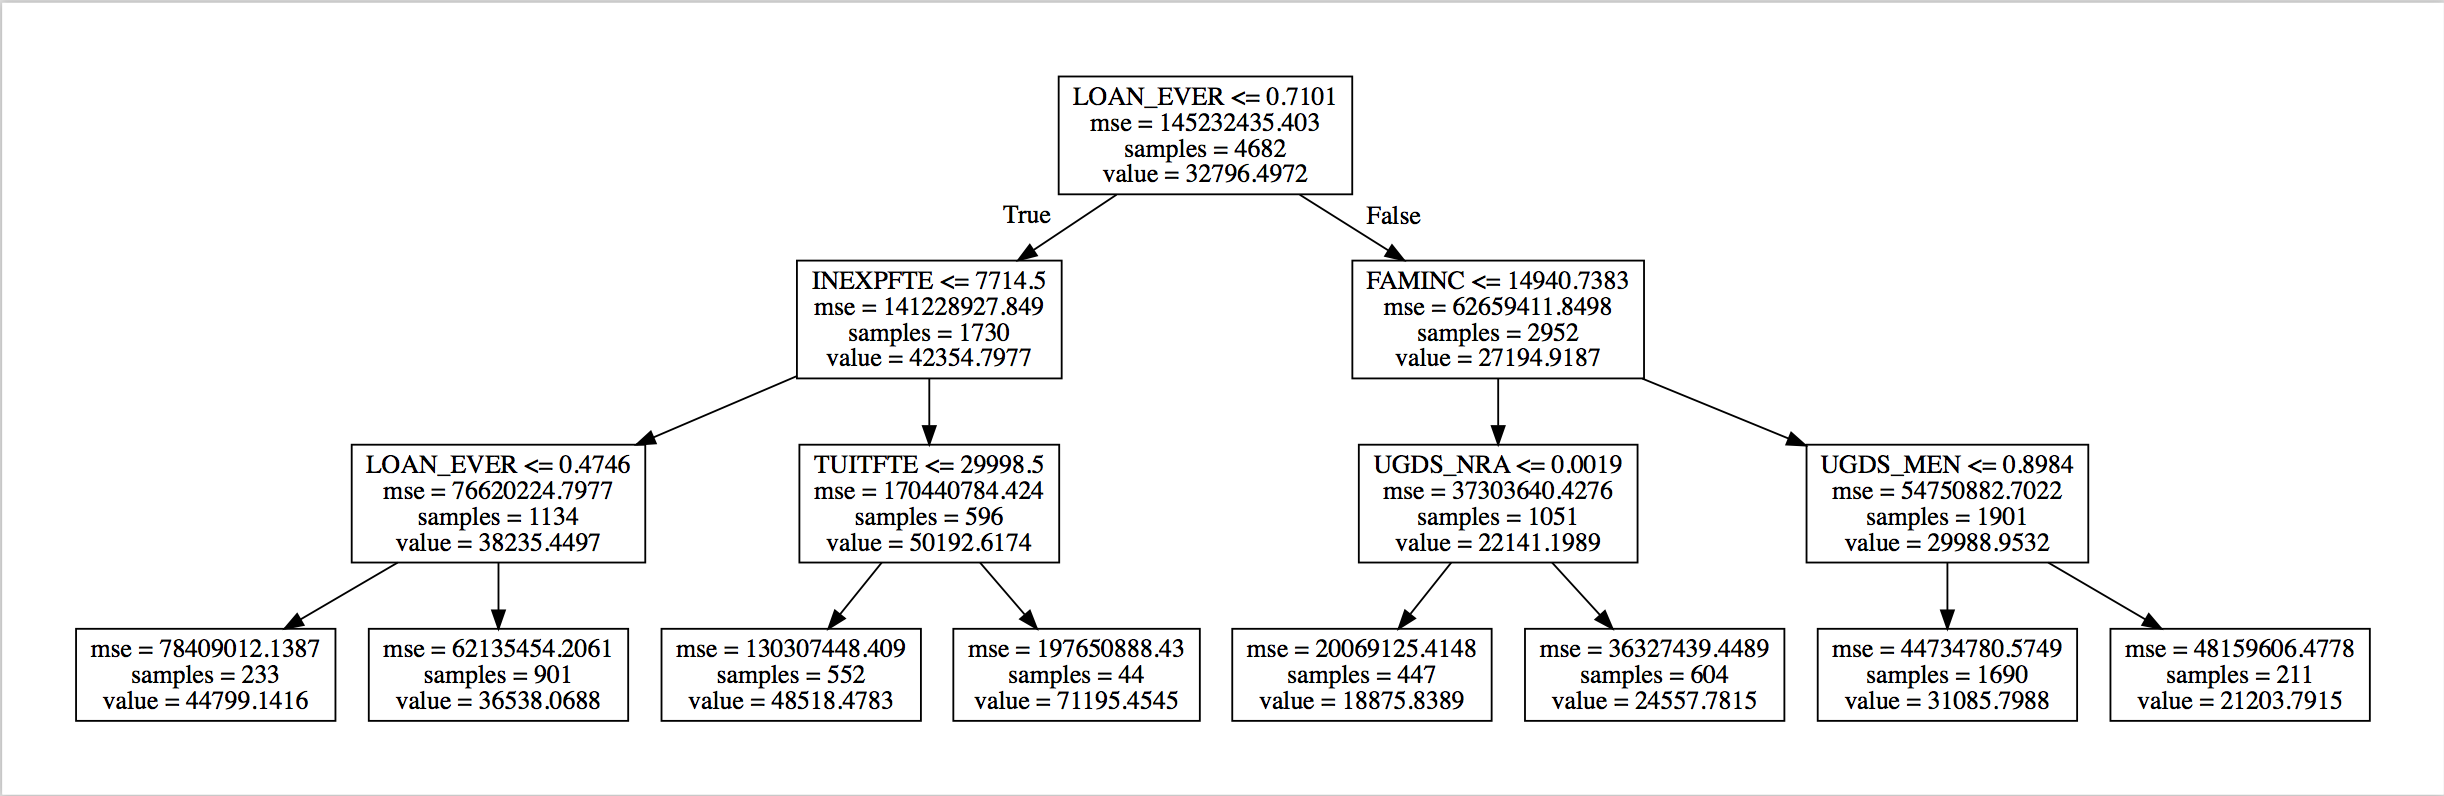 LOAN_EVER <= 0.7101
mse = 145232435.403
samples = 4682
value = 32796.4972
True
False
INEXPFTE <= 7714.5
mse = 141228927.849
samples = 1730
value = 42354.7977
FAMINC <= 14940.7383
mse = 62659411.8498
samples = 2952
value = 27194.9187
LOAN_EVER <= 0.4746
mse = 76620224.7977
samples = 1134
value = 38235.4497
TUITFTE <= 29998.5
mse = 170440784.424
samples = 596
value = 50192.6174
UGDS_NRA <= 0.0019
mse = 37303640.4276
samples = 1051
value = 22141.1989
UGDS_MEN <= 0.8984
mse = 54750882.7022
samples = 1901
value = 29988.9532
mse = 78409012.1387
samples = 233
value = 44799.1416
mse = 62135454.2061
samples = 901
value = 36538.0688
mse = 130307448.409
samples = 552
value = 48518.4783
mse = 197650888.43
samples = 44
value = 71195.4545
mse = 20069125.4148
samples = 447
value = 18875.8389
mse = 36327439.4489
samples = 604
value = 24557.7815
mse = 44734780.5749
samples = 1690
value = 31085.7988
mse = 48159606.4778
samples = 211
value = 21203.7915